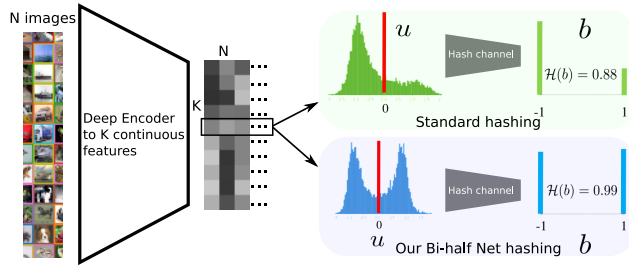 N images
Deep Encoder
to K continuous
features
N
K
u
0
Hash channel
b
H(b) = 0.88
-1
1
Standard hashing
0
u
Hash channel
H(b) = 0.99
-1
1
Our Bi-half Net hashing
b